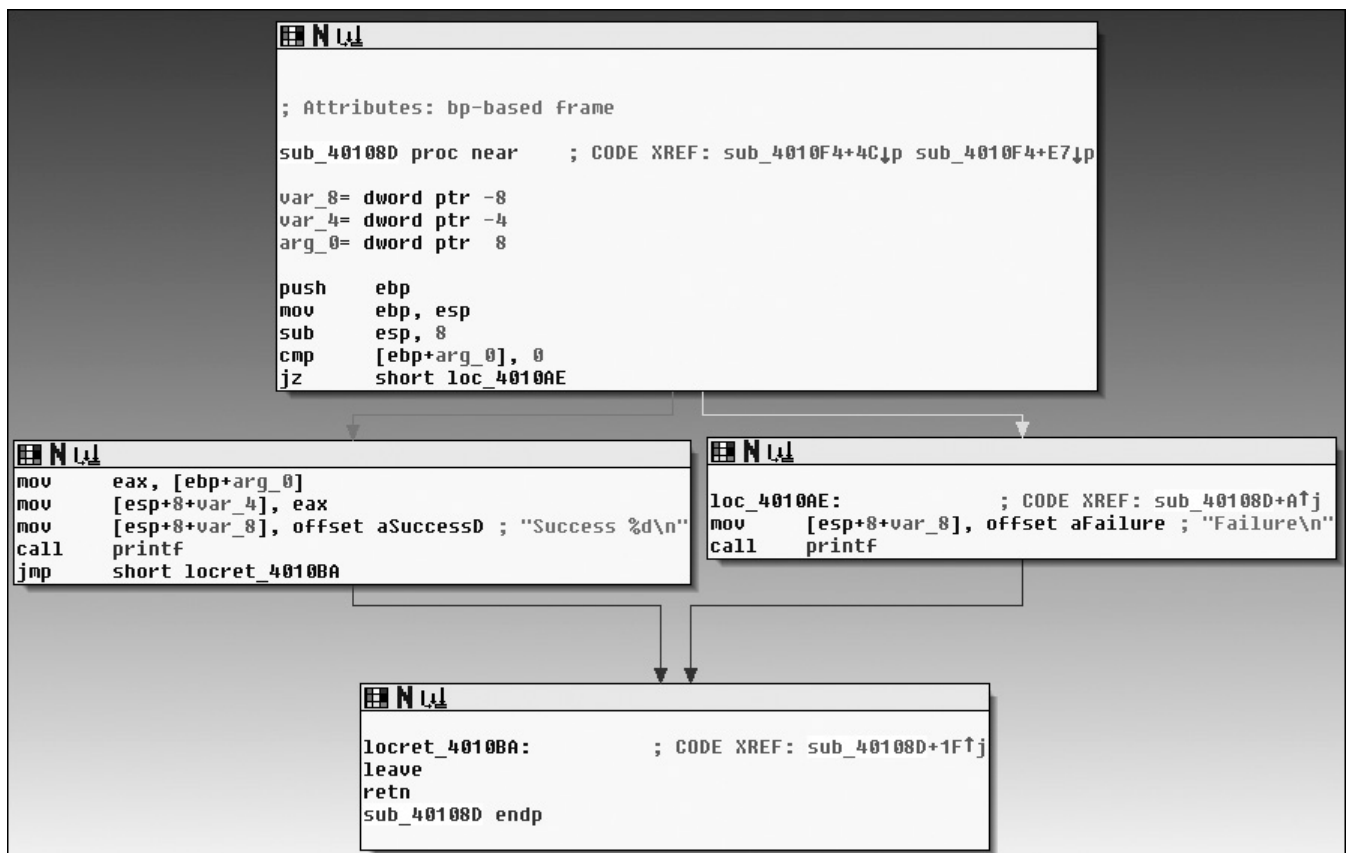 ; Attributes: bp-based frame
sub_40108D proc near    ; CODE XREF: sub_4010F4+4C↓p sub_4010F4+E7↓p
var_8= dword ptr -8
var_4= dword ptr -4
arg_0= dword ptr  8
push    ebp
mov     ebp, esp
sub     esp, 8
cmp     [ebp+arg_0], 0
jz      short loc_4010AE
mov     eax, [ebp+arg_0]
mov     [esp+8+var_4], eax
mov     [esp+8+var_8], offset aSuccessD ; "Success %d\n"
call    printf
jmp     short locret_4010BA
loc_4010AE:             ; CODE XREF: sub_40108D+A↑j
mov     [esp+8+var_8], offset aFailure ; "Failure\n"
call    printf
locret_4010BA:          ; CODE XREF: sub_40108D+1F↑j
leave
retn
sub_40108D endp